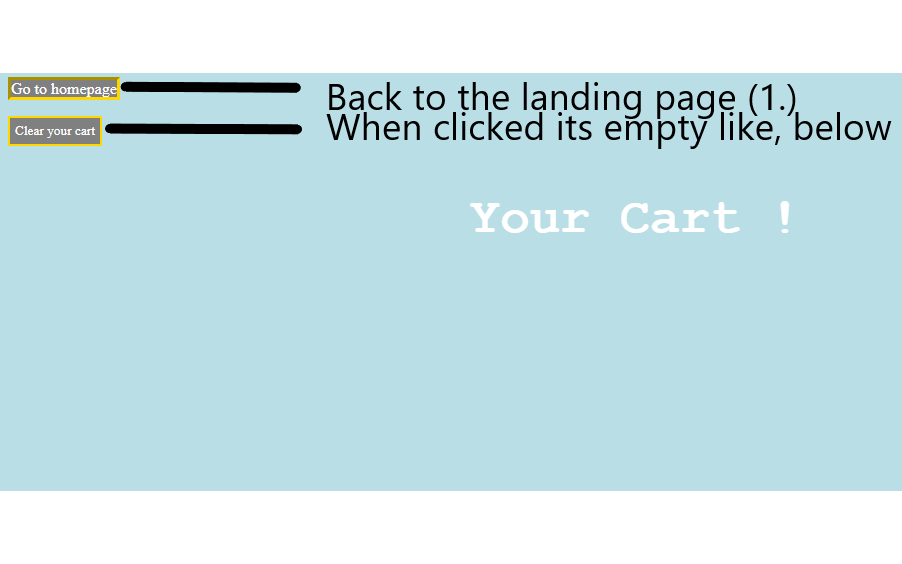 Go to homepage
Back to the landing page (1.)
Clear your cart
When clicked its empty like, below
Your Cart !